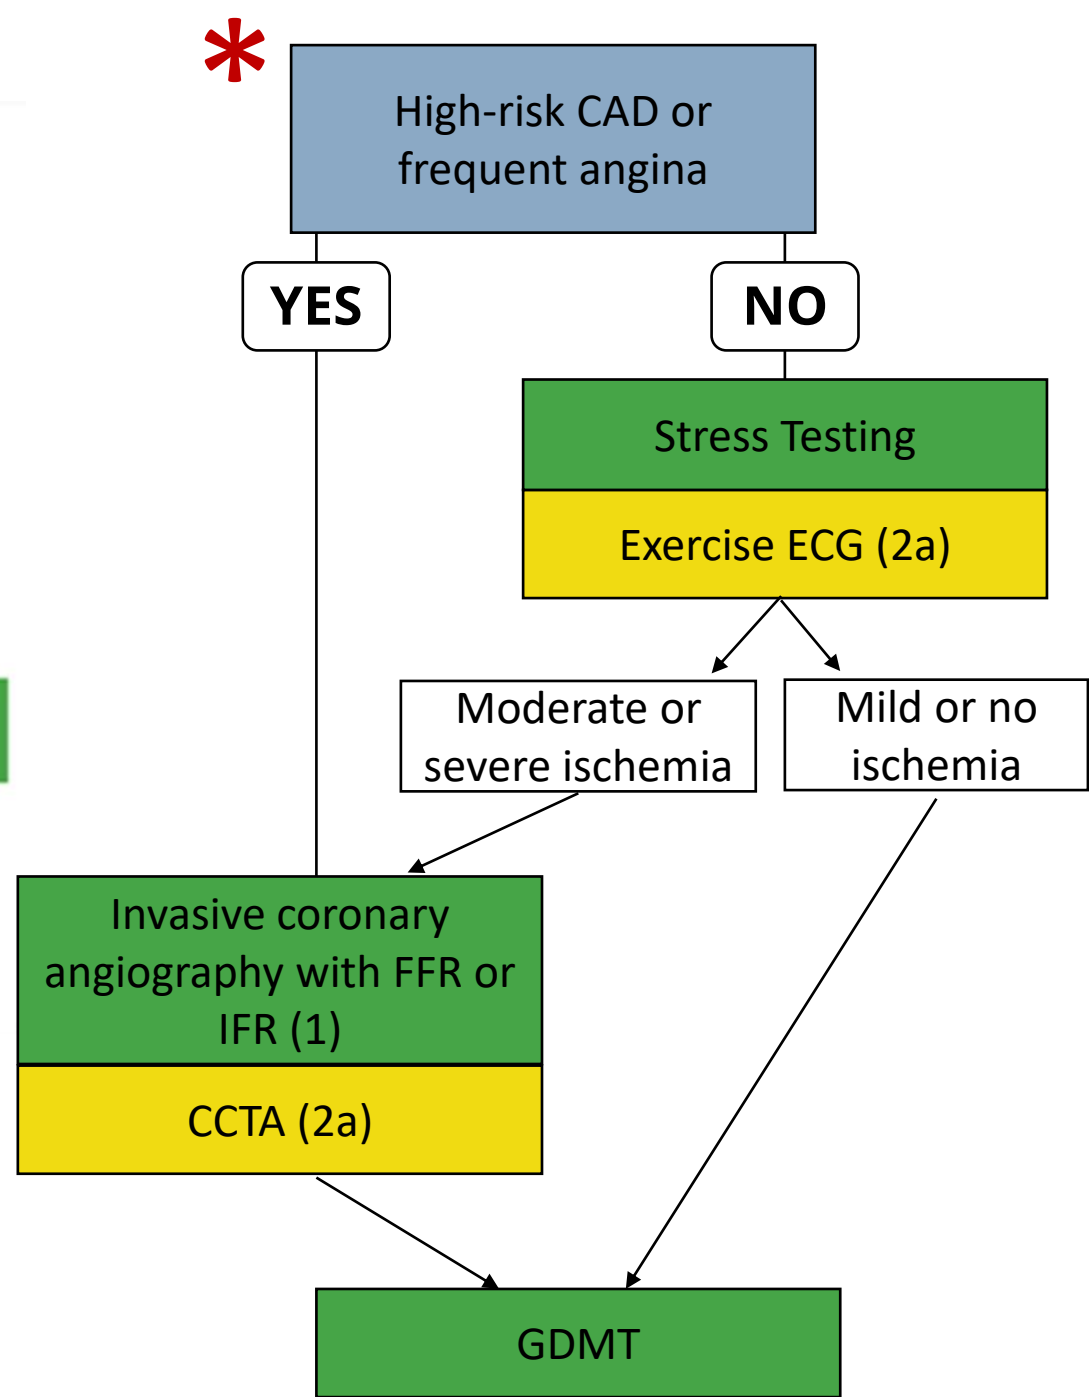 *
High-risk CAD or
frequent angina
YES
NO
Stress Testing
Exercise ECG (2a)
Moderate or
severe ischemia
Mild or no
ischemia
Invasive coronary
angiography with FFR or
IFR (1)
CCTA (2a)
GDMT